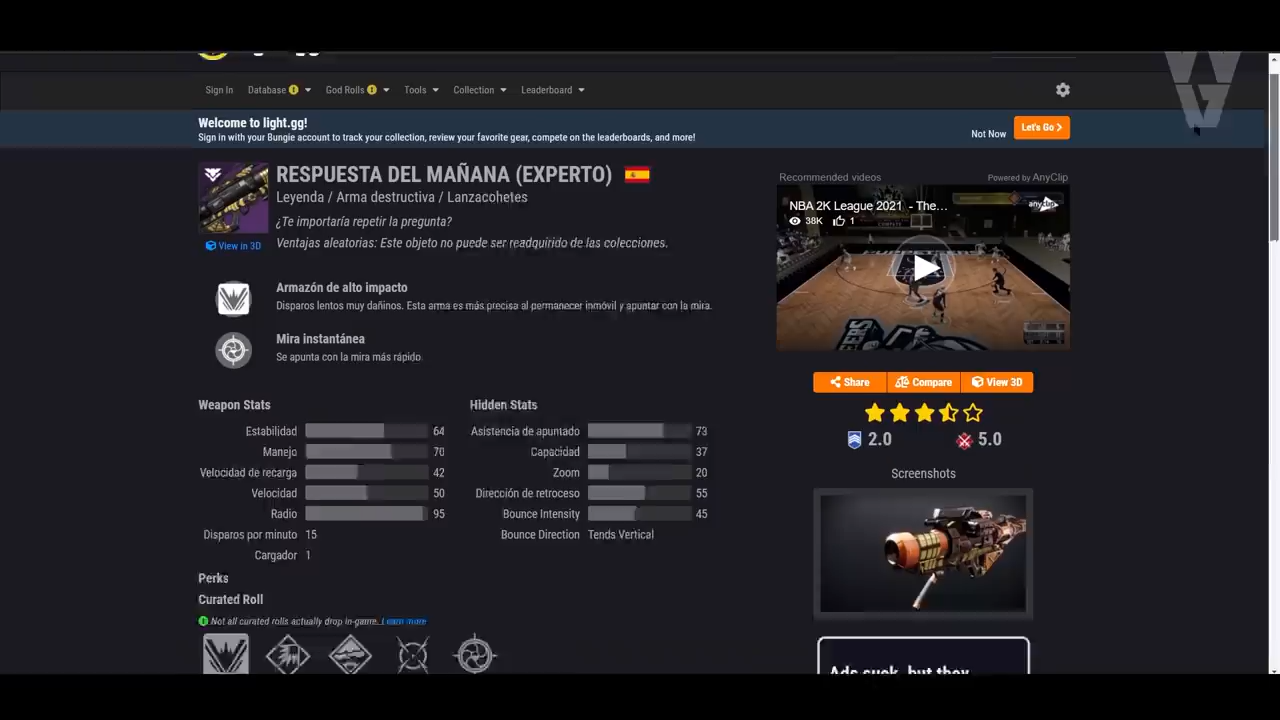 Sign In Database God Rolls Tools Collection Leaderboard
Welcome to light.gg!
Sign in with your Bungie account to track your collection, review your favorite gear, compete on the leaderboards, and more!
Not Now Let's Go
RESPUESTA DEL MAÑANA (EXPERTO)
Leyenda / Arma destructiva / Lanzacohetes
¿Te importaría repetir la pregunta?
View in 3D
Ventajas aleatorias: Este objeto no puede ser readquirido de las colecciones.
Armazón de alto impacto
Disparos lentos muy dañinos. Esta arma es más precisa al permanecer inmóvil y apuntar con la mira.
Mira instantánea
Se apunta con la mira más rápido.
Weapon Stats
Estabilidad 64
Manejo 70
Velocidad de recarga 42
Velocidad 50
Radio 95
Disparos por minuto 15
Cargador 1
Hidden Stats
Asistencia de apuntado 73
Capacidad 37
Zoom 20
Dirección de retroceso 55
Bounce Intensity 45
Bounce Direction Tends Vertical
Perks
Curated Roll
Not all curated rolls actually drop in-game. Learn more
Recommended videos Powered by AnyClip
NBA 2K League 2021 - The...
38K 1
anyclip
Share Compare View 3D
2.0 5.0
Screenshots
Ads suck, but they
WG